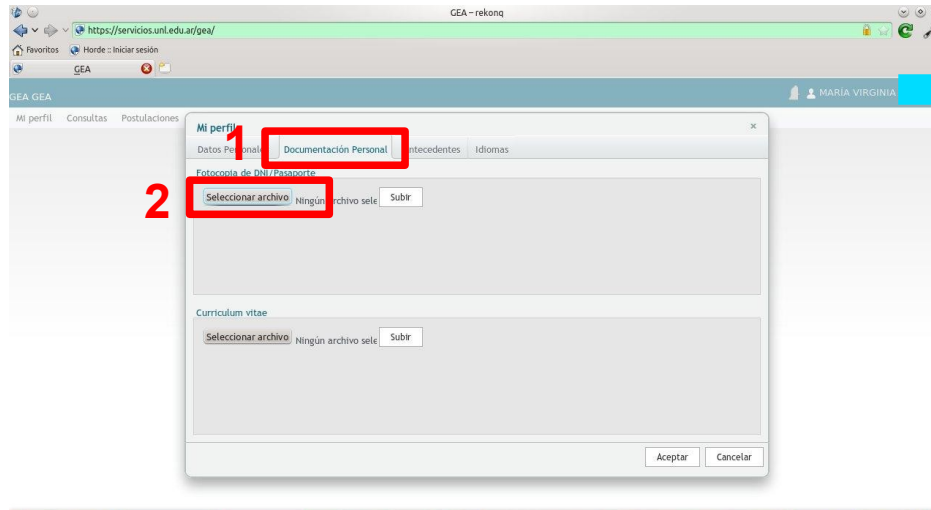 GEA – rekonq
https://servicios.unl.edu.ar/gea/
Favoritos Horde :: Iniciar sesión
GEA
GEA GEA
MARÍA VIRGINIA
Mi perfil Consultas Postulaciones
Mi perfil
1
Datos Personale Documentación Personal ntecedentes Idiomas
Fotocopia de DNI/Pasaporte
2
Seleccionar archivo Ningún archivo sele Subir
Curriculum vitae
Seleccionar archivo Ningún archivo sele Subir
Aceptar Cancelar